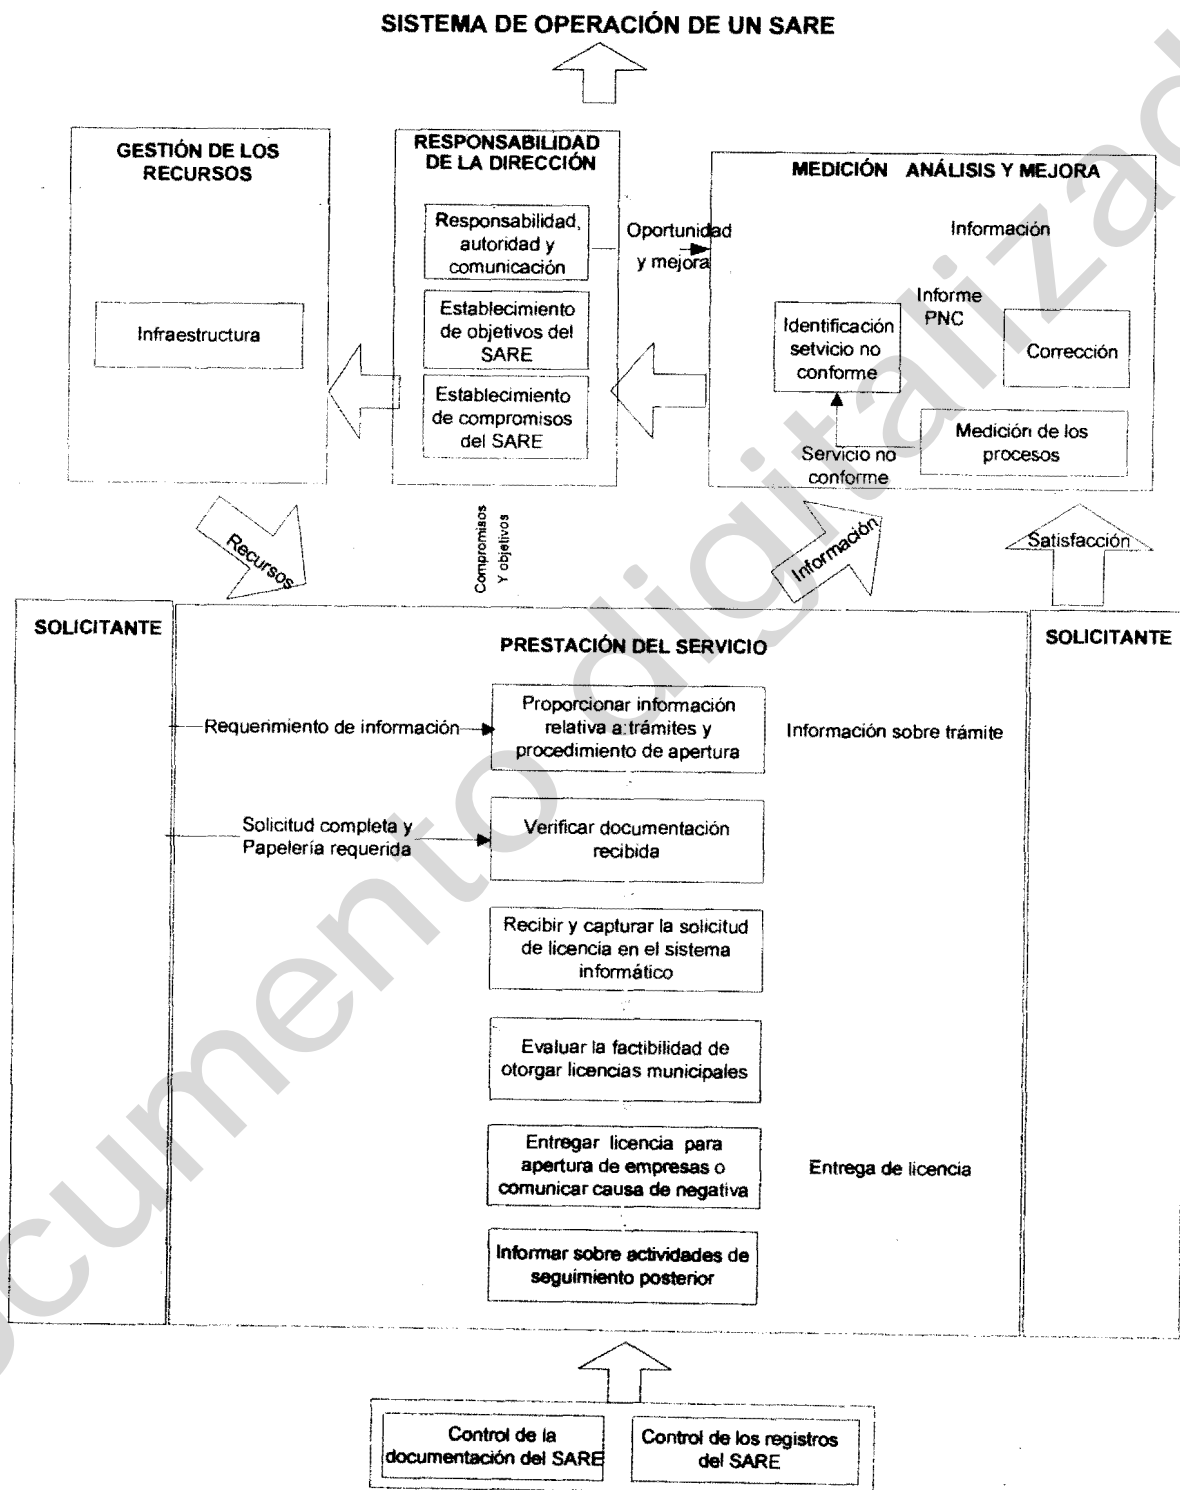 SISTEMA DE OPERACIÓN DE UN SARE
GESTIÓN DE LOS
RECURSOS
Infraestructura
RESPONSABILIDAD
DE LA DIRECCIÓN
Responsabilidad,
autoridad y
comunicación
Establecimiento
de objetivos del
SARE
Establecimiento
de compromisos
del SARE
Oportunidad
y mejora
MEDICIÓN ANÁLISIS Y MEJORA
Información
Informe
PNC
Identificación
setvicio no
conforme
Corrección
Medición de los
procesos
Servicio no
conforme
Recursos
Compromisos
Y objetivos
Información
Satisfacción
SOLICITANTE
PRESTACIÓN DEL SERVICIO
SOLICITANTE
Requerimiento de información
Proporcionar información
relativa a:trámites y
procedimiento de apertura
Información sobre trámite
Solicitud completa y
Papelería requerida
Verificar documentación
recibida
Recibir y capturar la solicitud
de licencia en el sistema
informático
Evaluar la factibilidad de
otorgar licencias municipales
Entregar licencia para
apertura de empresas o
comunicar causa de negativa
Entrega de licencia
Informar sobre actividades de
seguimiento posterior
Control de la
documentación del SARE
Control de los registros
del SARE
documento digitalizad